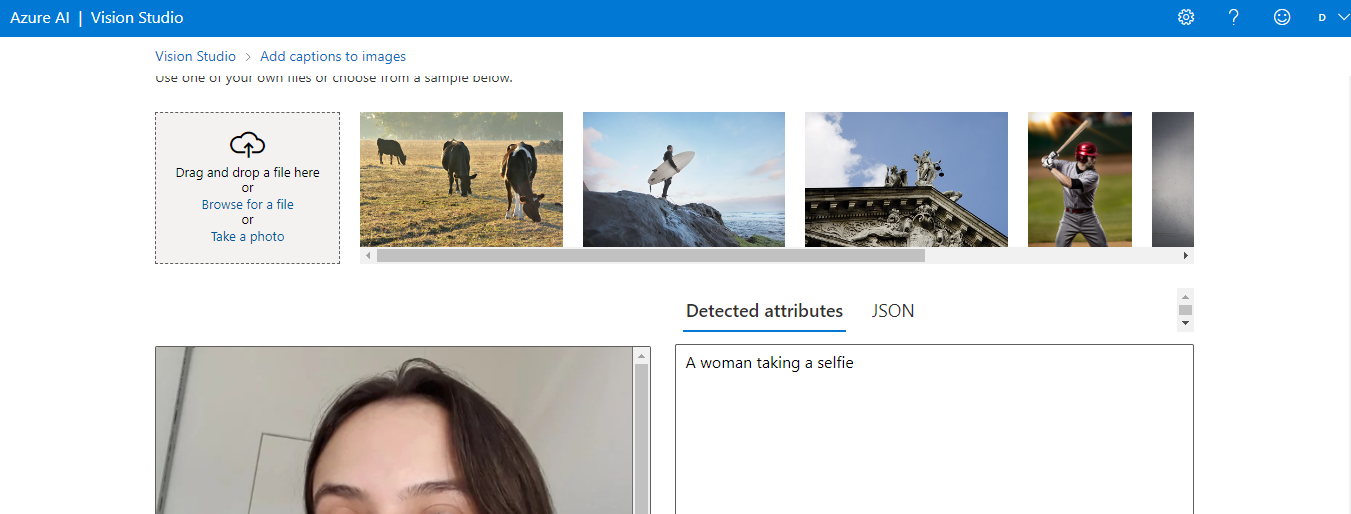 Azure AI | Vision Studio
D
Vision Studio > Add captions to images
Use one of your own files or choose from a sample below.
Drag and drop a file here
or
Browse for a file
or
Take a photo
Detected attributes JSON
A woman taking a selfie